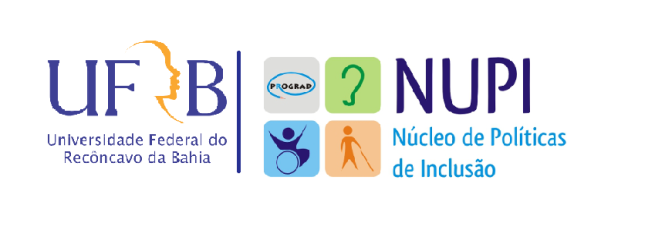 UFRB
Universidade Federal do
Recôncavo da Bahia
PROGRAD
NUPI
Núcleo de Políticas
de Inclusão